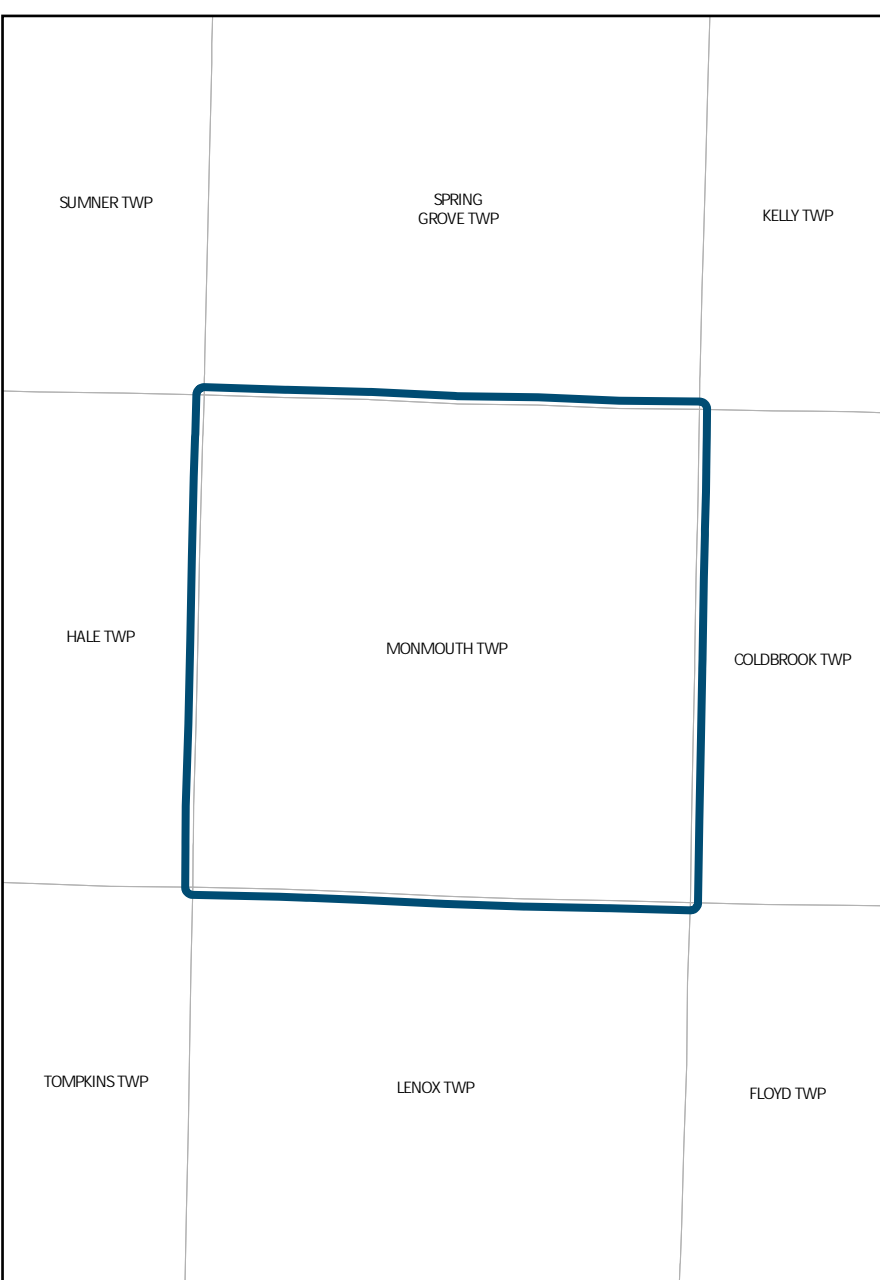 SUMNER TWP
SPRING
GROVE TWP
KELLY TWP
HALE TWP
MONMOUTH TWP
COLDBROOK TWP
TOMPKINS TWP
LENOX TWP
FLOYD TWP